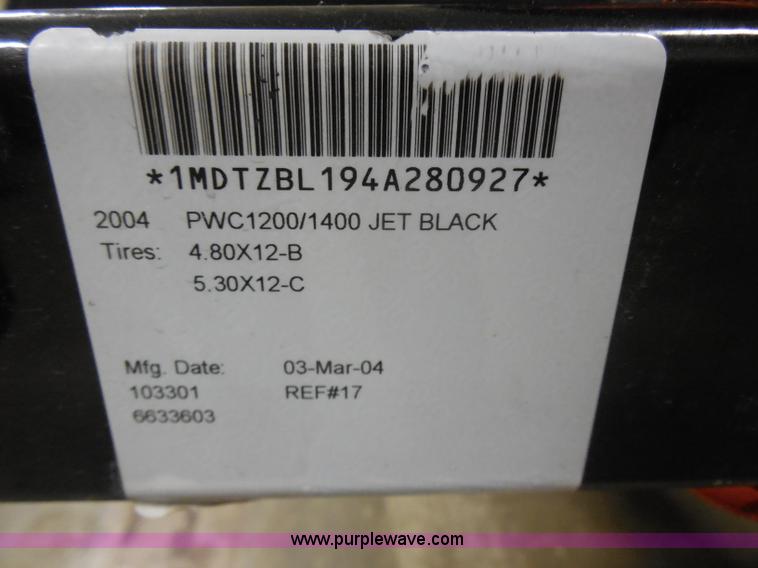 *1MDTZBL194A280927*
2004 PWC1200/1400 JET BLACK
Tires: 4.80X12-B
5.30X12-C
Mfg. Date: 03-Mar-04
103301 REF#17
6633603
www.purplewave.com